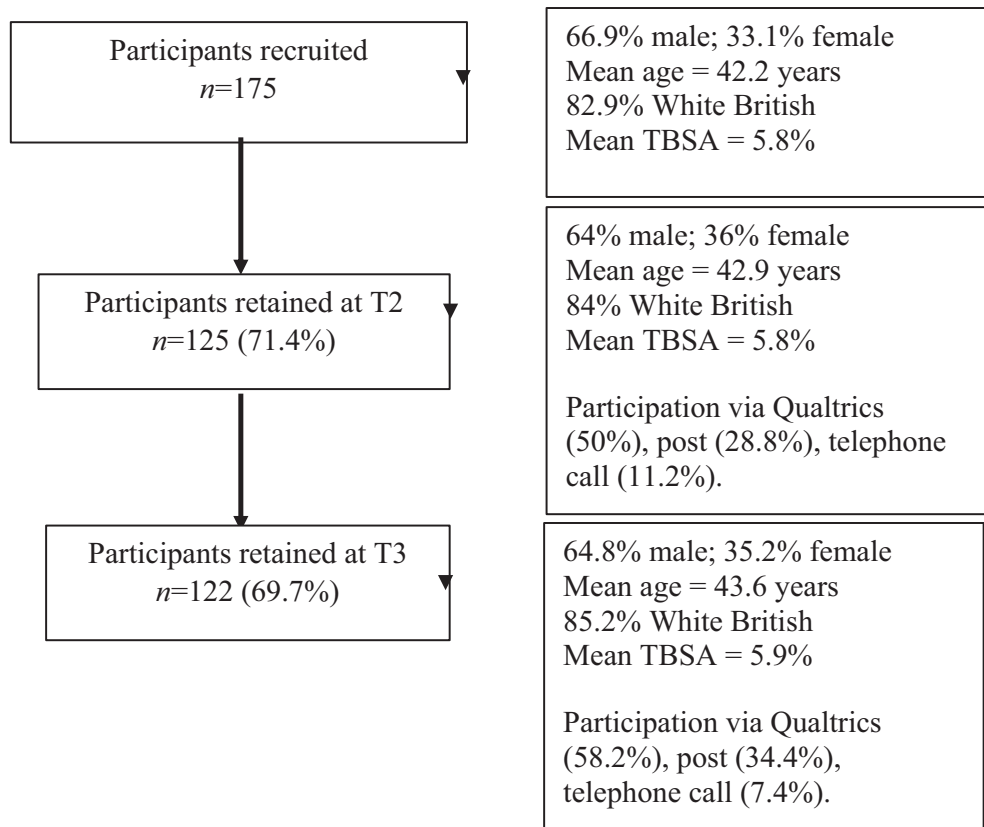 Participants recruited
n=175
66.9% male; 33.1% female
Mean age = 42.2 years
82.9% White British
Mean TBSA = 5.8%
Participants retained at T2
n=125 (71.4%)
64% male; 36% female
Mean age = 42.9 years
84% White British
Mean TBSA = 5.8%
Participation via Qualtrics
(50%), post (28.8%), telephone
call (11.2%).
Participants retained at T3
n=122 (69.7%)
64.8% male; 35.2% female
Mean age = 43.6 years
85.2% White British
Mean TBSA = 5.9%
Participation via Qualtrics
(58.2%), post (34.4%),
telephone call (7.4%).